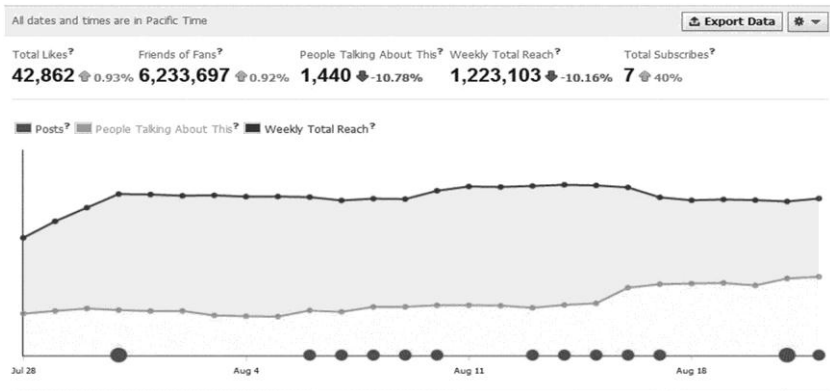 All dates and times are in Pacific Time
Export Data
Total Likes?
Friends of Fans?
People Talking About This?
Weekly Total Reach?
Total Subscribes?
42,862 0.93%
6,233,697 0.92%
1,440 -10.78%
1,223,103 -10.16%
7 40%
Posts?
People Talking About This?
Weekly Total Reach?
Jul 28
Aug 4
Aug 11
Aug 18